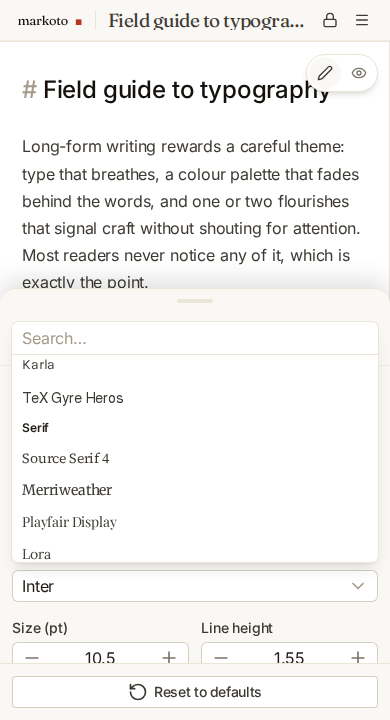 markoto
Field guide to typogra...
# Field guide to typography
Long-form writing rewards a careful theme:
type that breathes, a colour palette that fades
behind the words, and one or two flourishes
that signal craft without shouting for attention.
Most readers never notice any of it, which is
exactly the point.
Search...
Karla
TeX Gyre Heros
Serif
Source Serif 4
Merriweather
Playfair Display
Lora
Inter
Size (pt)
Line height
10.5
1.55
Reset to defaults